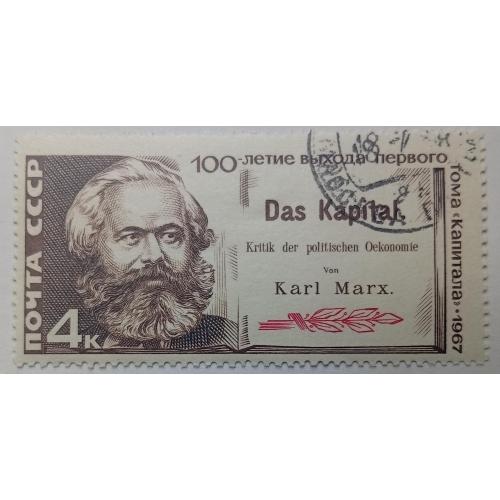 ПОЧТА СССР
4к
100-летие выхода первого
тома «Капитала» • 1967
Das Kapital.
Kritik der politischen Oekonomie
Von
Karl Marx.